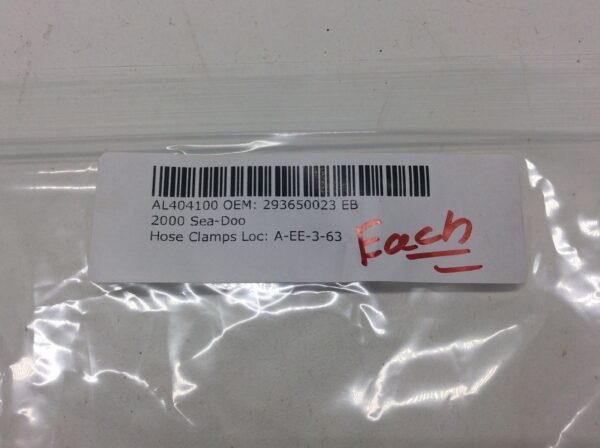 AL404100 OEM: 293650023 EB
2000 Sea-Doo
Hose Clamps Loc: A-EE-3-63
Each